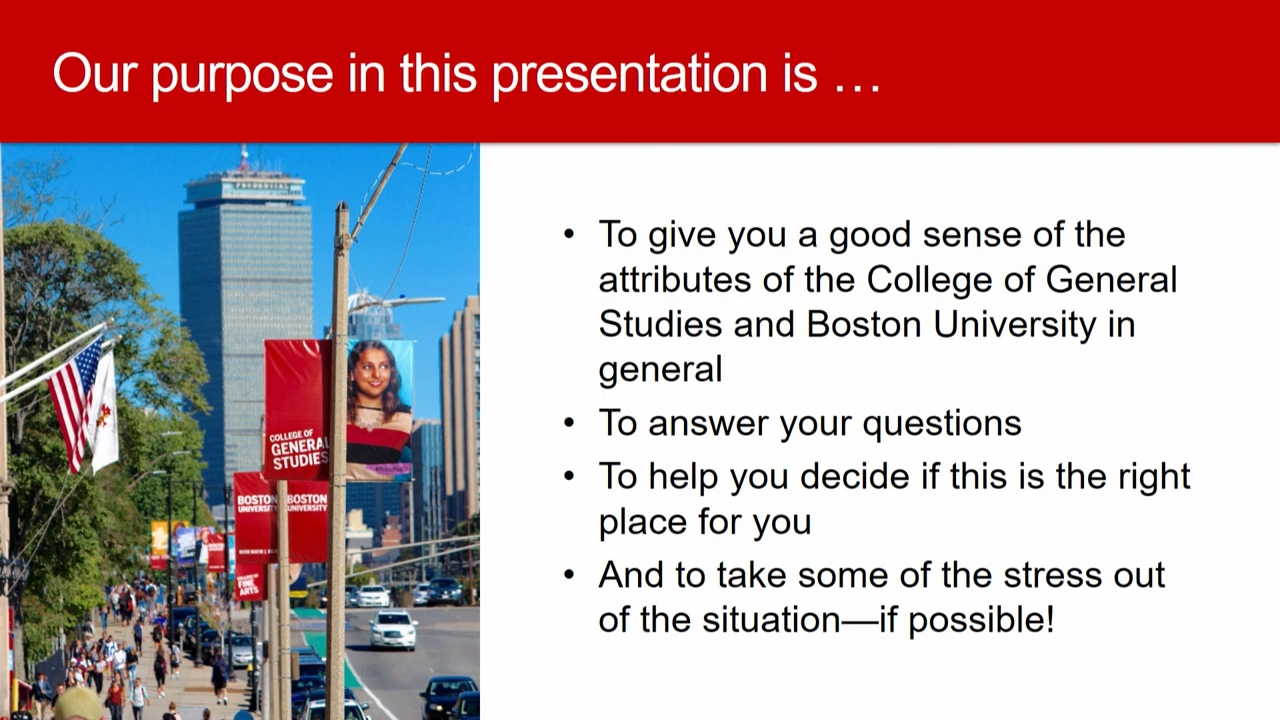 Our purpose in this presentation is …
PRUDENTIAL
COLLEGE OF
GENERAL
STUDIES
BOSTON
UNIVERSITY
BOSTON
UNIVERSITY
COLLEGE OF
FINE
ARTS
• To give you a good sense of the
attributes of the College of General
Studies and Boston University in
general
• To answer your questions
• To help you decide if this is the right
place for you
• And to take some of the stress out
of the situation—if possible!